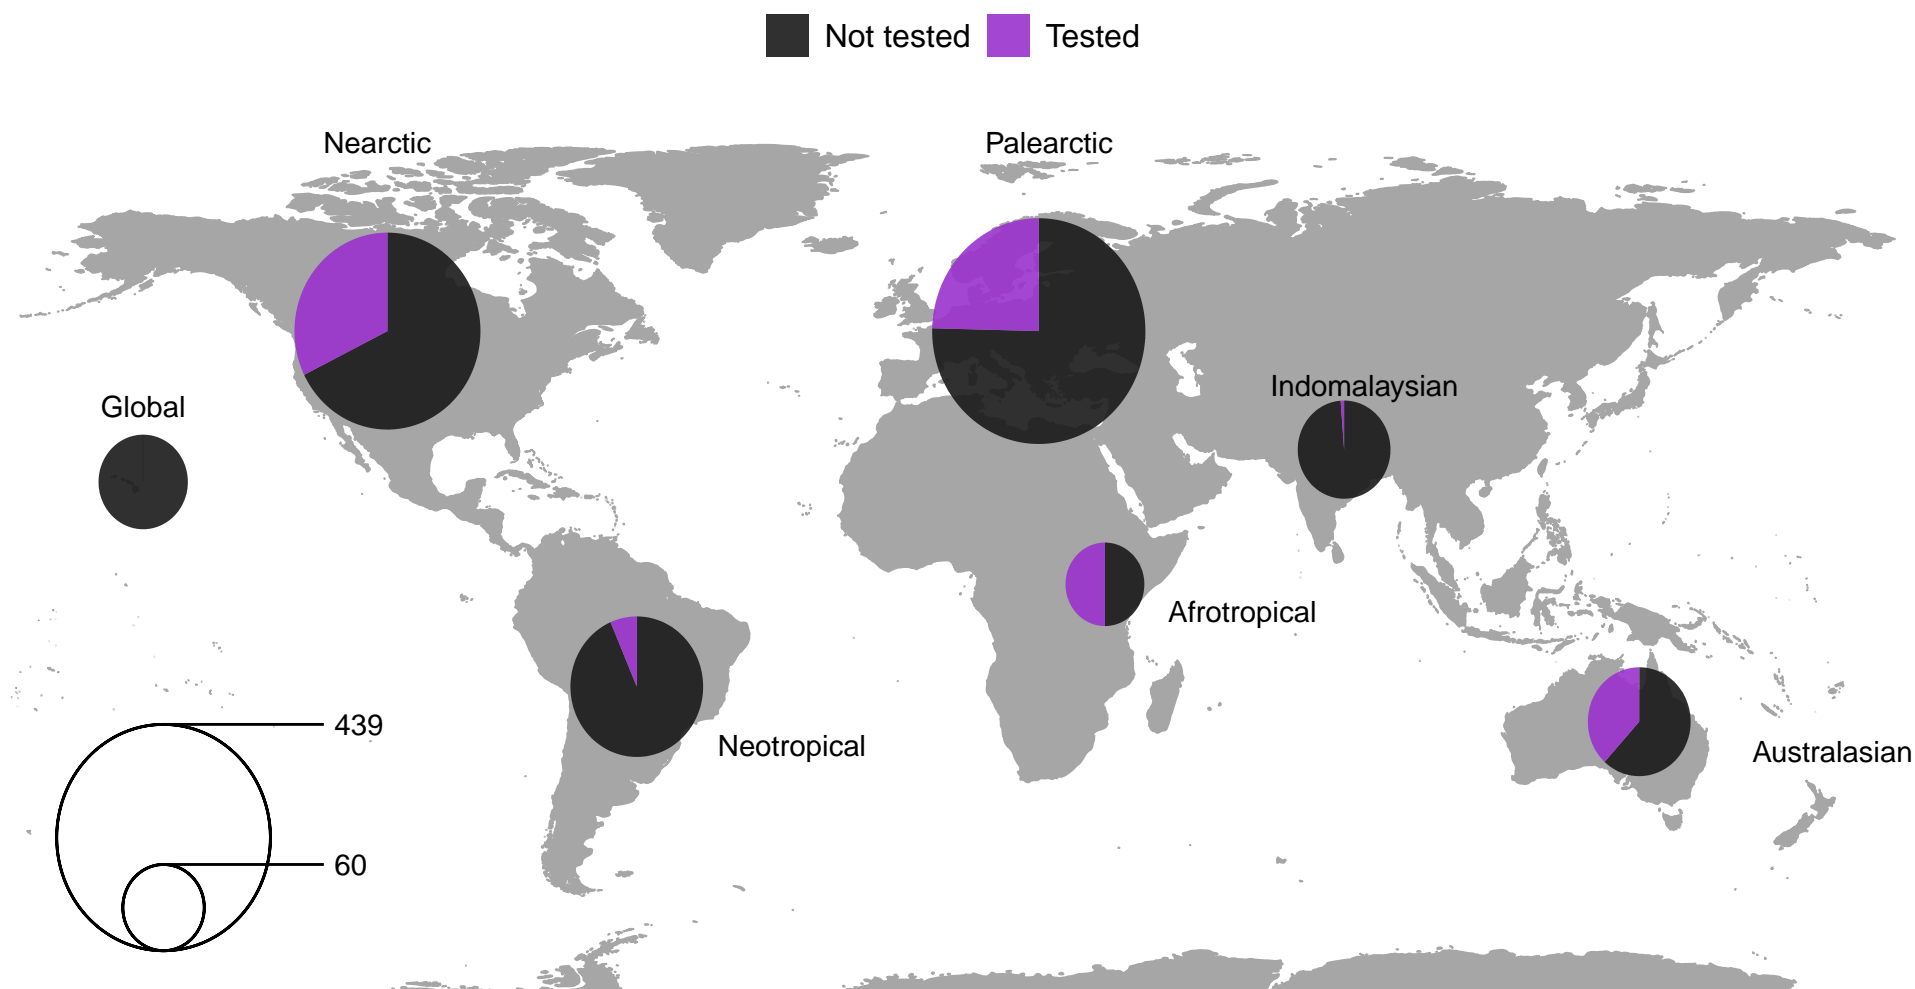 Not tested
Tested
Nearctic
Palearctic
Indomalaysian
Global
Afrotropical
439
Neotropical
Australasian
60